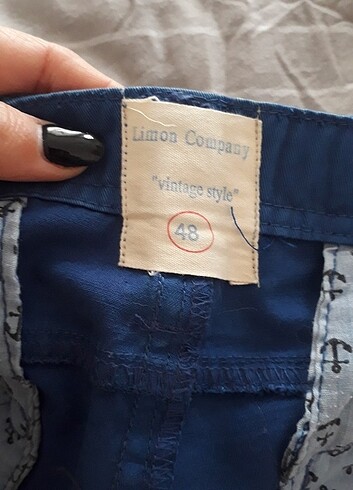 Limon Company
"vintage style"
48